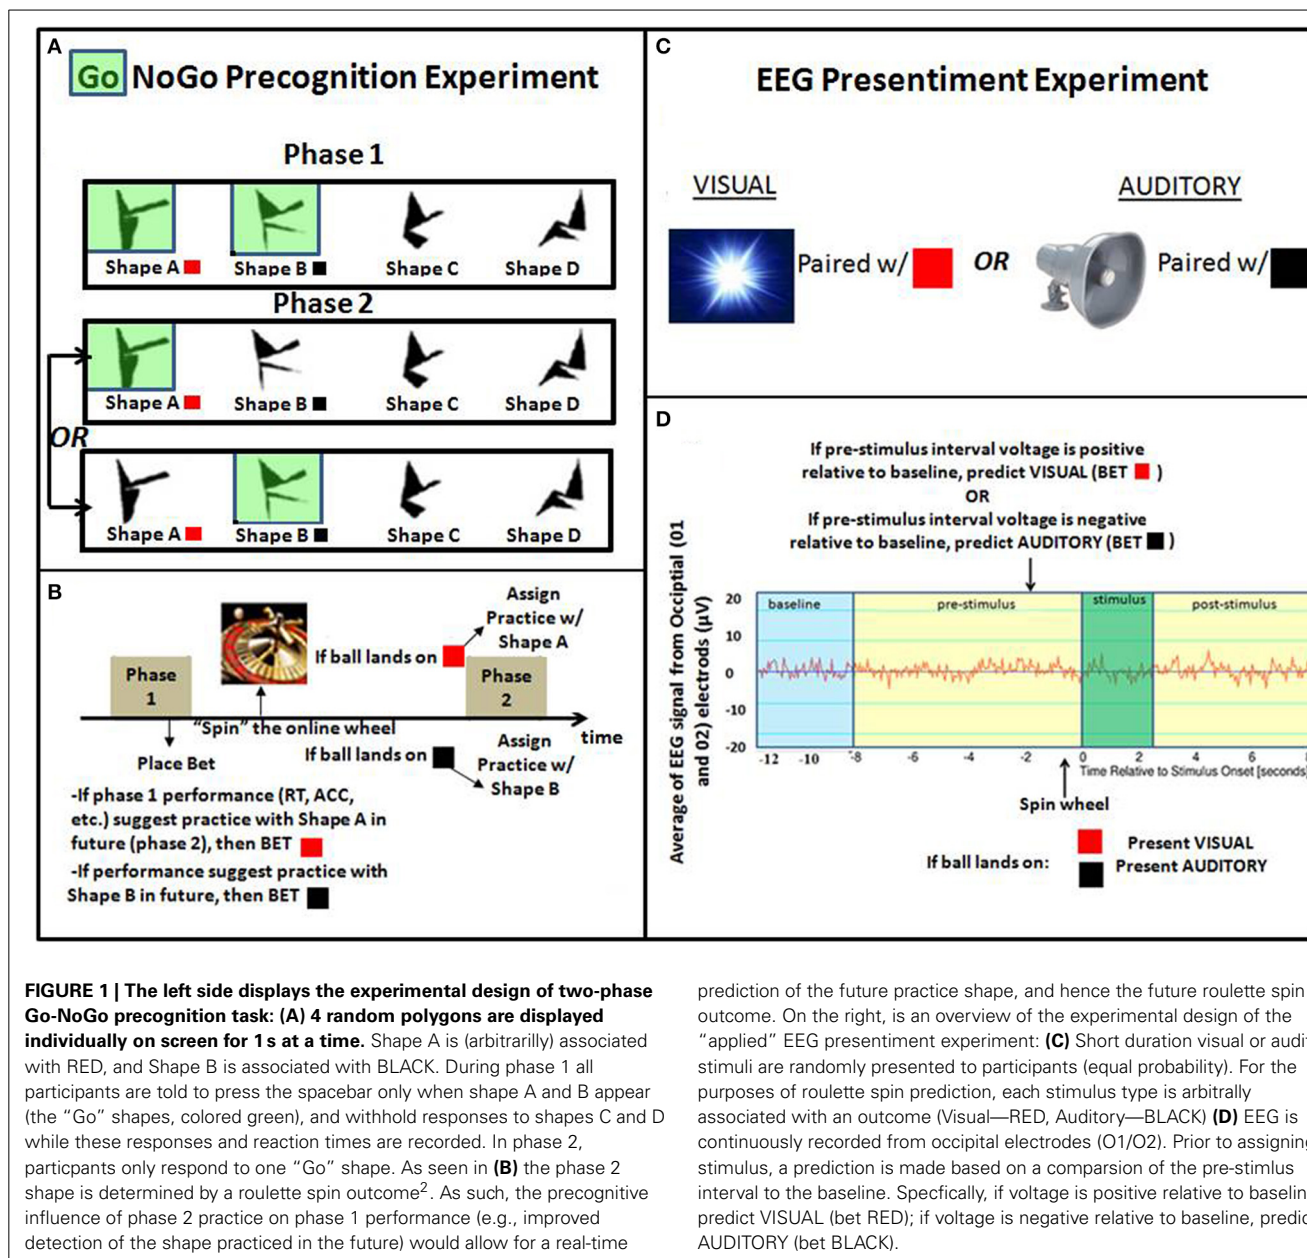 A
Go NoGo Precognition Experiment
Phase 1
Shape A
Shape B
Shape C
Shape D
Phase 2
Shape A
Shape B
Shape C
Shape D
OR
Shape A
Shape B
Shape C
Shape D
B
Assign
Practice w/
Shape A
If ball lands on
Phase
1
Phase
2
"Spin" the online wheel
time
Place Bet
If ball lands on
Assign
Practice w/
Shape B
-If phase 1 performance (RT, ACC,
etc.) suggest practice with Shape A in
future (phase 2), then BET
-If performance suggest practice with
Shape B in future, then BET
C
EEG Presentiment Experiment
VISUAL
AUDITORY
Paired w/
OR
Paired w/
D
If pre-stimulus interval voltage is positive
relative to baseline, predict VISUAL (BET )
OR
If pre-stimulus interval voltage is negative
relative to baseline, predict AUDITORY (BET )
Average of EEG signal from Occiptial (01
and 02) electrods (µV)
20
10
0
-10
-20
baseline
pre-stimulus
stimulus
post-stimulus
-12 -10 -8 -6 -4 -2 0 2 4 6 8
Time Relative to Stimulus Onset [seconds]
Spin wheel
If ball lands on:
Present VISUAL
Present AUDITORY
FIGURE 1 | The left side displays the experimental design of two-phase
Go-NoGo precognition task: (A) 4 random polygons are displayed
individually on screen for 1 s at a time. Shape A is (arbitrarilly) associated
with RED, and Shape B is associated with BLACK. During phase 1 all
participants are told to press the spacebar only when shape A and B appear
(the “Go” shapes, colored green), and withhold responses to shapes C and D
while these responses and reaction times are recorded. In phase 2,
particpants only respond to one “Go” shape. As seen in (B) the phase 2
shape is determined by a roulette spin outcome2. As such, the precognitive
influence of phase 2 practice on phase 1 performance (e.g., improved
detection of the shape practiced in the future) would allow for a real-time
prediction of the future practice shape, and hence the future roulette spin
outcome. On the right, is an overview of the experimental design of the
“applied” EEG presentiment experiment: (C) Short duration visual or audit
stimuli are randomly presented to participants (equal probability). For the
purposes of roulette spin prediction, each stimulus type is arbitrally
associated with an outcome (Visual—RED, Auditory—BLACK) (D) EEG is
continuously recorded from occipital electrodes (O1/O2). Prior to assigning
stimulus, a prediction is made based on a comparsion of the pre-stimlus
interval to the baseline. Specfically, if voltage is positive relative to baselin
predict VISUAL (bet RED); if voltage is negative relative to baseline, predic
AUDITORY (bet BLACK).